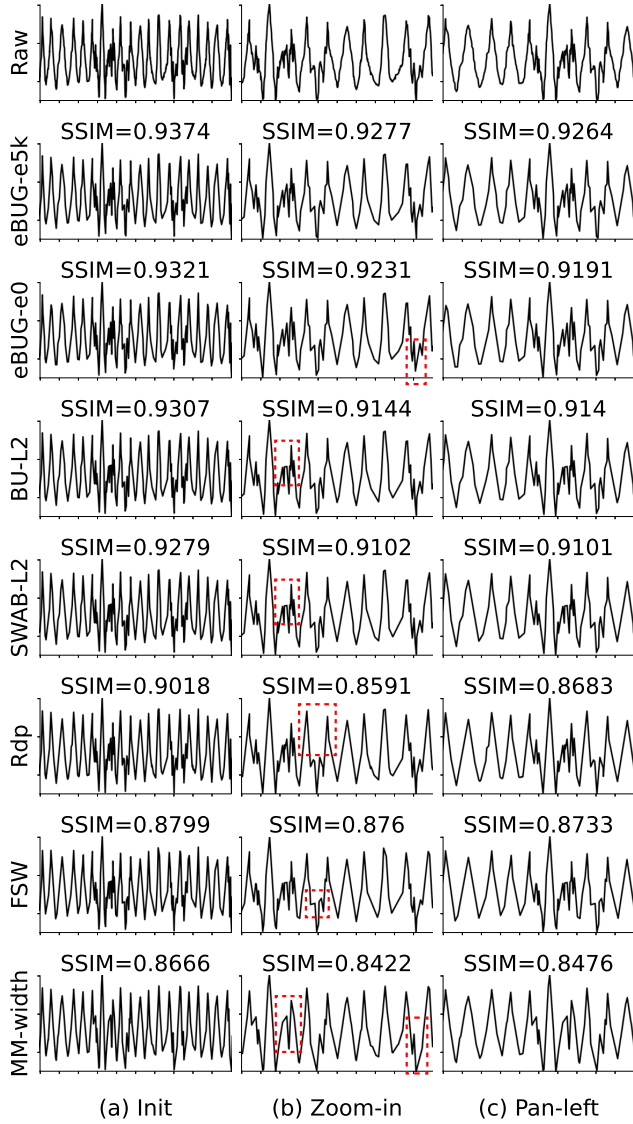 Raw
SSIM=0.9374 SSIM=0.9277 SSIM=0.9264
eBUG-e5k
SSIM=0.9321 SSIM=0.9231 SSIM=0.9191
eBUG-e0
SSIM=0.9307 SSIM=0.9144 SSIM=0.914
BU-L2
SSIM=0.9279 SSIM=0.9102 SSIM=0.9101
SWAB-L2
SSIM=0.9018 SSIM=0.8591 SSIM=0.8683
Rdp
SSIM=0.8799 SSIM=0.876 SSIM=0.8733
FSW
SSIM=0.8666 SSIM=0.8422 SSIM=0.8476
MM-width
(a) Init (b) Zoom-in (c) Pan-left